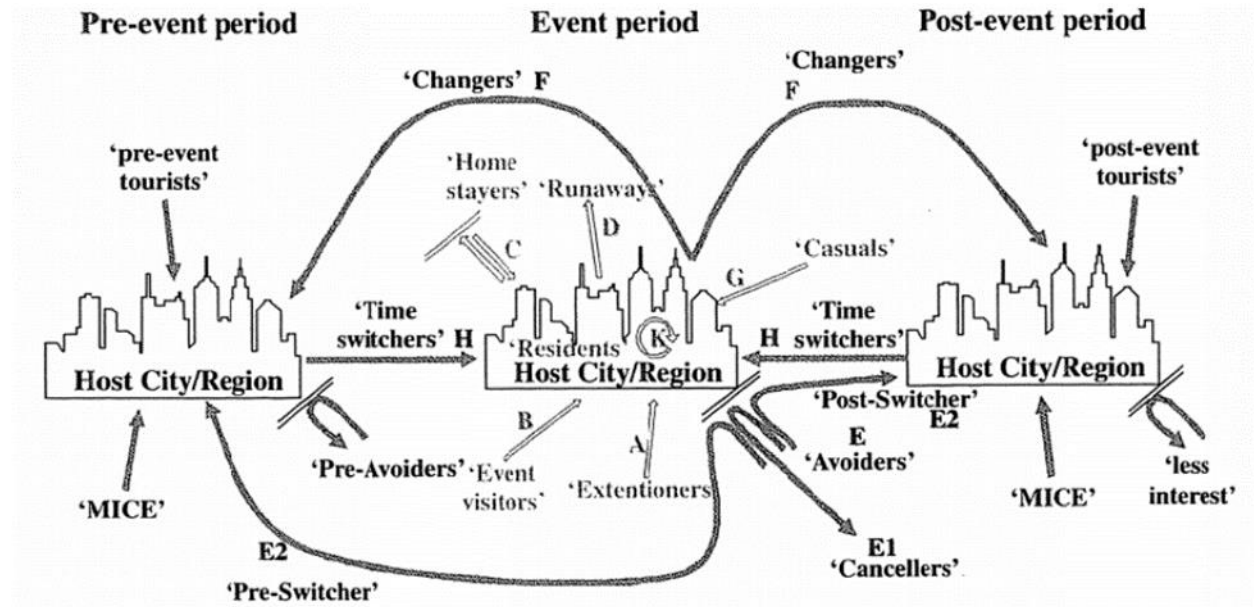 Pre-event period
Event period
Post-event period
'Changers' F
'Changers'
F
'pre-event
tourists'
'Home
stayers'
'Runaways'
D
C
'post-event
tourists'
'Casuals'
G
'Time
switchers' H
'Residents
K
'Time
H switchers'
Host City/Region
Host City/Region
Host City/Region
'Post-Switcher'
E2
B
A
E
'Avoiders'
'Pre-Avoiders'
'Event
visitors'
'Extentioners
'MICE'
'MICE'
'less
interest'
E2
'Pre-Switcher'
E1
'Cancellers'